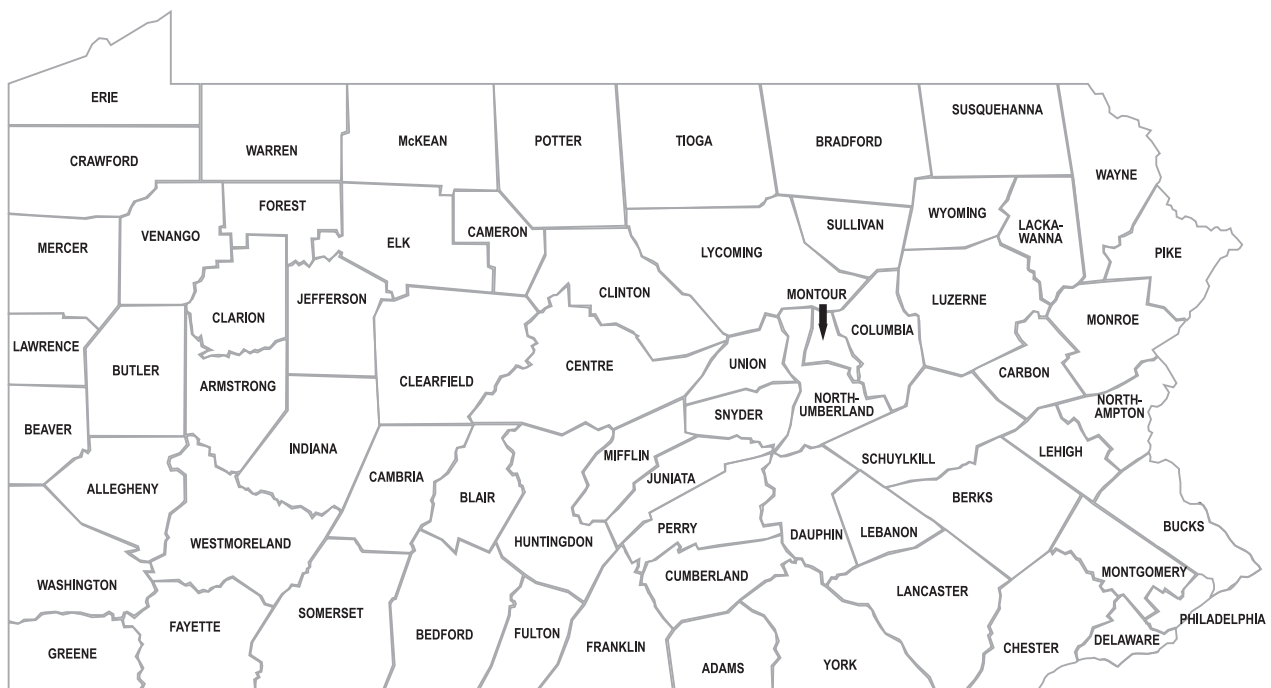 ERIE
CRAWFORD
WARREN
McKEAN
POTTER
TIOGA
BRADFORD
SUSQUEHANNA
WAYNE
MERCER
VENANGO
FOREST
ELK
CAMERON
CLINTON
LYCOMING
SULLIVAN
WYOMING
LACKA-
WANNA
PIKE
LAWRENCE
BUTLER
CLARION
JEFFERSON
CLEARFIELD
CENTRE
UNION
MONTOUR
COLUMBIA
LUZERNE
MONROE
CARBON
BEAVER
ARMSTRONG
INDIANA
SNYDER
NORTH-
UMBERLAND
NORTH-
AMPTON
ALLEGHENY
CAMBRIA
BLAIR
MIFFLIN
JUNIATA
SCHUYLKILL
LEHIGH
WESTMORELAND
HUNTINGDON
PERRY
DAUPHIN
LEBANON
BERKS
BUCKS
WASHINGTON
CUMBERLAND
LANCASTER
MONTGOMERY
PHILADELPHIA
GREENE
FAYETTE
SOMERSET
BEDFORD
FULTON
FRANKLIN
ADAMS
YORK
CHESTER
DELAWARE